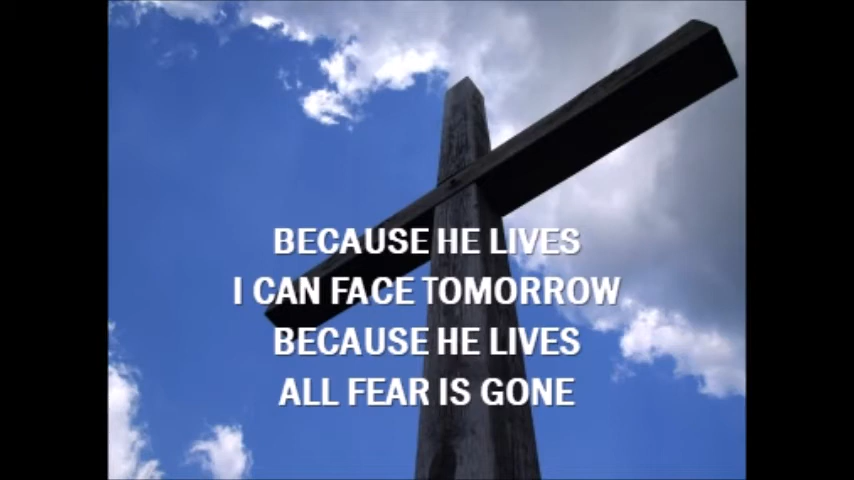 BECAUSE HE LIVES
I CAN FACE TOMORROW
BECAUSE HE LIVES
ALL FEAR IS GONE